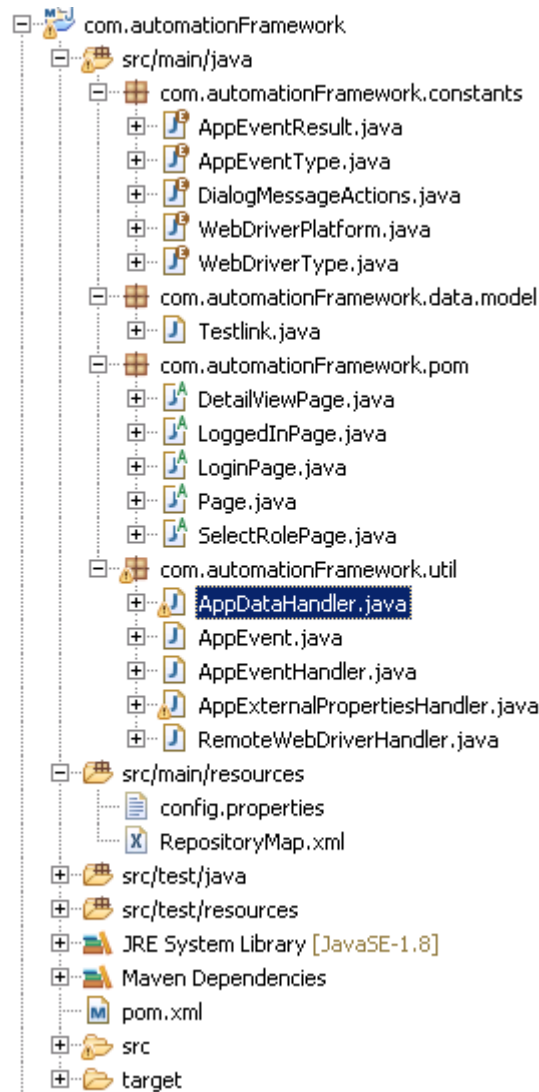 com.automationFramework
src/main/java
com.automationFramework.constants
AppEventResult.java
AppEventType.java
DialogMessageActions.java
WebDriverPlatform.java
WebDriverType.java
com.automationFramework.data.model
Testlink.java
com.automationFramework.pom
DetailViewPage.java
LoggedInPage.java
LoginPage.java
Page.java
SelectRolePage.java
com.automationFramework.util
AppDataHandler.java
AppEvent.java
AppEventHandler.java
AppExternalPropertiesHandler.java
RemoteWebDriverHandler.java
src/main/resources
config.properties
RepositoryMap.xml
src/test/java
src/test/resources
JRE System Library [JavaSE-1.8]
Maven Dependencies
pom.xml
src
target